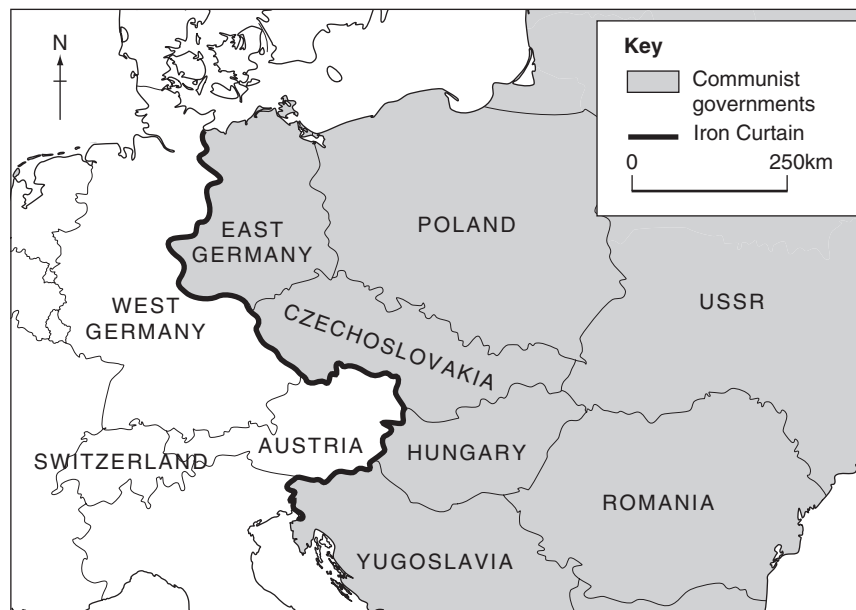 N
Key
Communist
governments
Iron Curtain
0 250km
EAST
GERMANY
POLAND
WEST
GERMANY
CZECHOSLOVAKIA
USSR
SWITZERLAND
AUSTRIA
HUNGARY
ROMANIA
YUGOSLAVIA